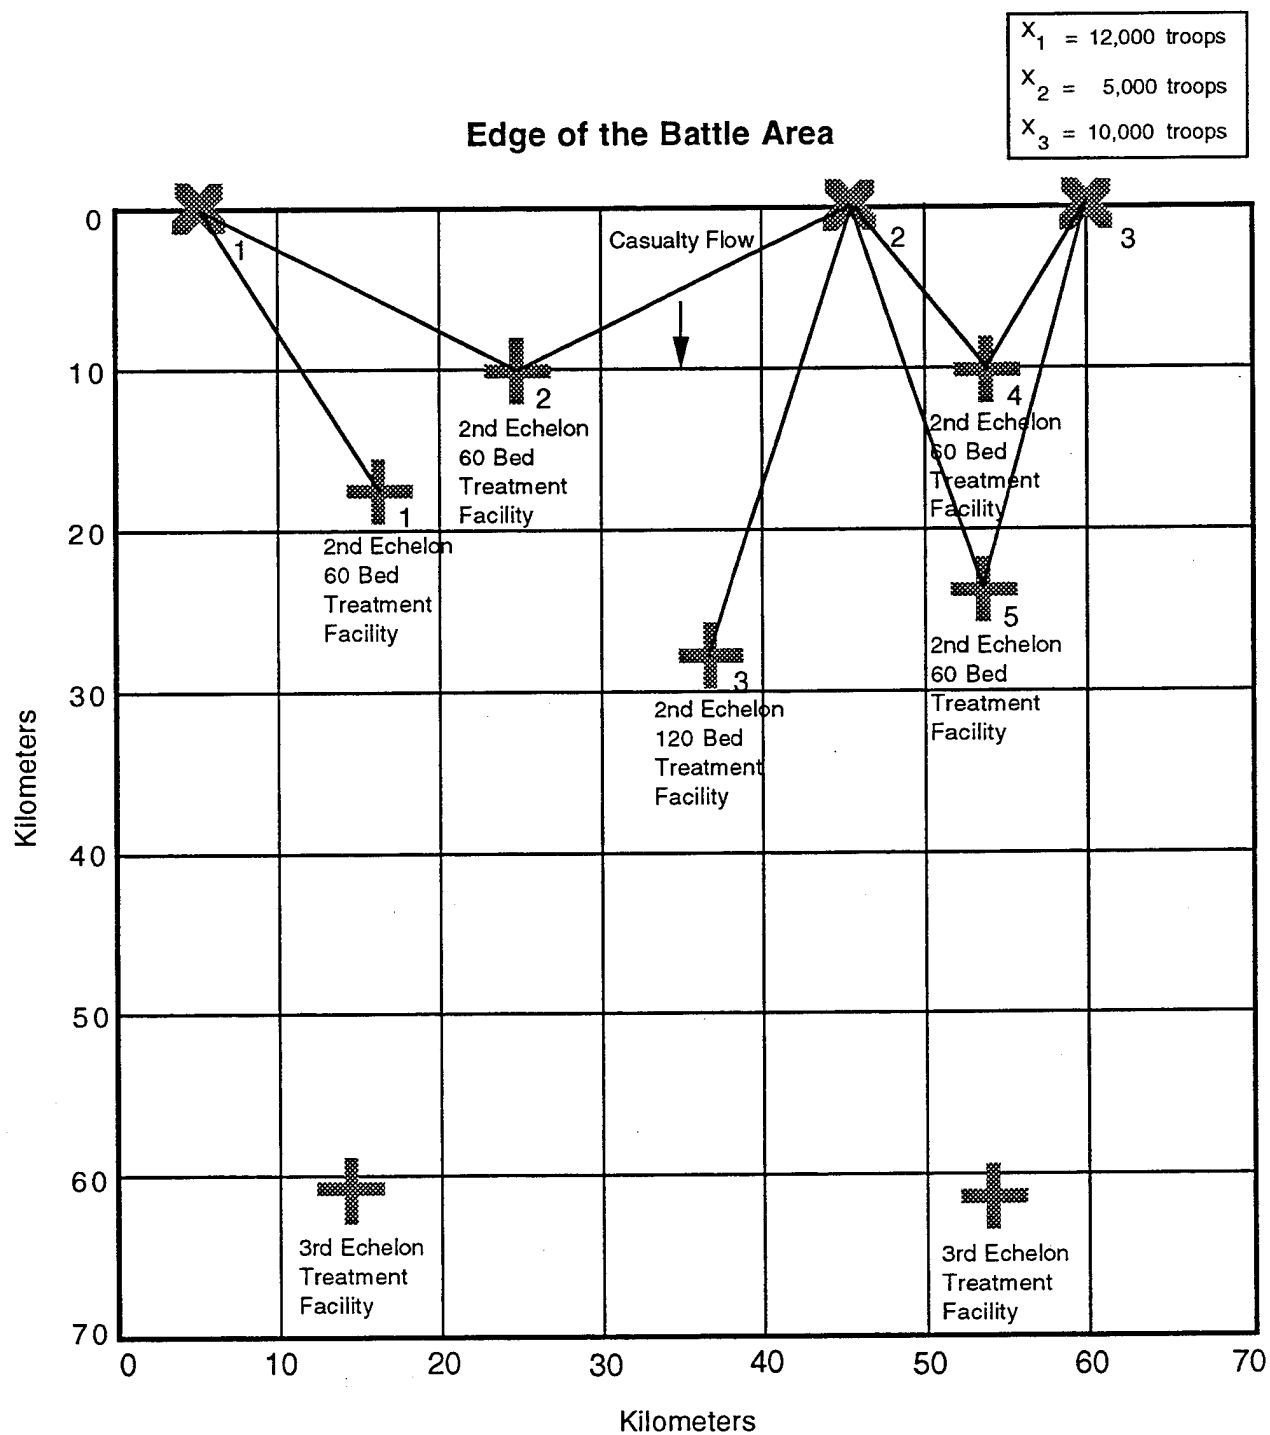 X1 = 12,000 troops
X2 = 5,000 troops
X3 = 10,000 troops
Edge of the Battle Area
0
1
Casualty Flow
2
3
10
2
4
2nd Echelon
60 Bed
Treatment
Facility
2nd Echelon
60 Bed
Treatment
Facility
1
20
2nd Echelon
60 Bed
Treatment
Facility
5
2nd Echelon
60 Bed
Treatment
Facility
3
30
2nd Echelon
120 Bed
Treatment
Facility
Kilometers
40
50
60
3rd Echelon
Treatment
Facility
3rd Echelon
Treatment
Facility
70
0 10 20 30 40 50 60 70
Kilometers